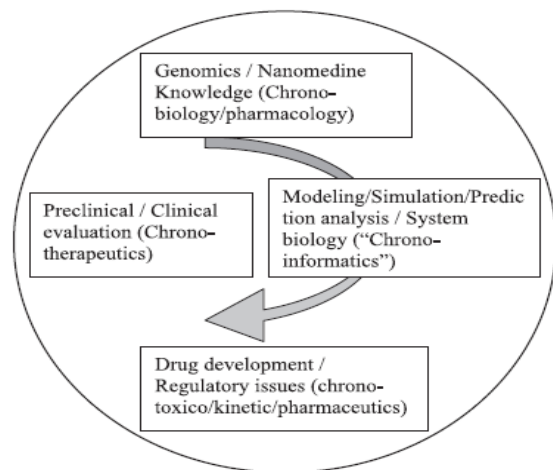 Genomics / Nanomedine
Knowledge (Chrono-
biology/pharmacology)
Preclinical / Clinical
evaluation (Chrono-
therapeutics)
Modeling/Simulation/Predic
tion analysis / System
biology (“Chrono-
informatics”)
Drug development /
Regulatory issues (chrono-
toxico/kinetic/pharmaceutics)